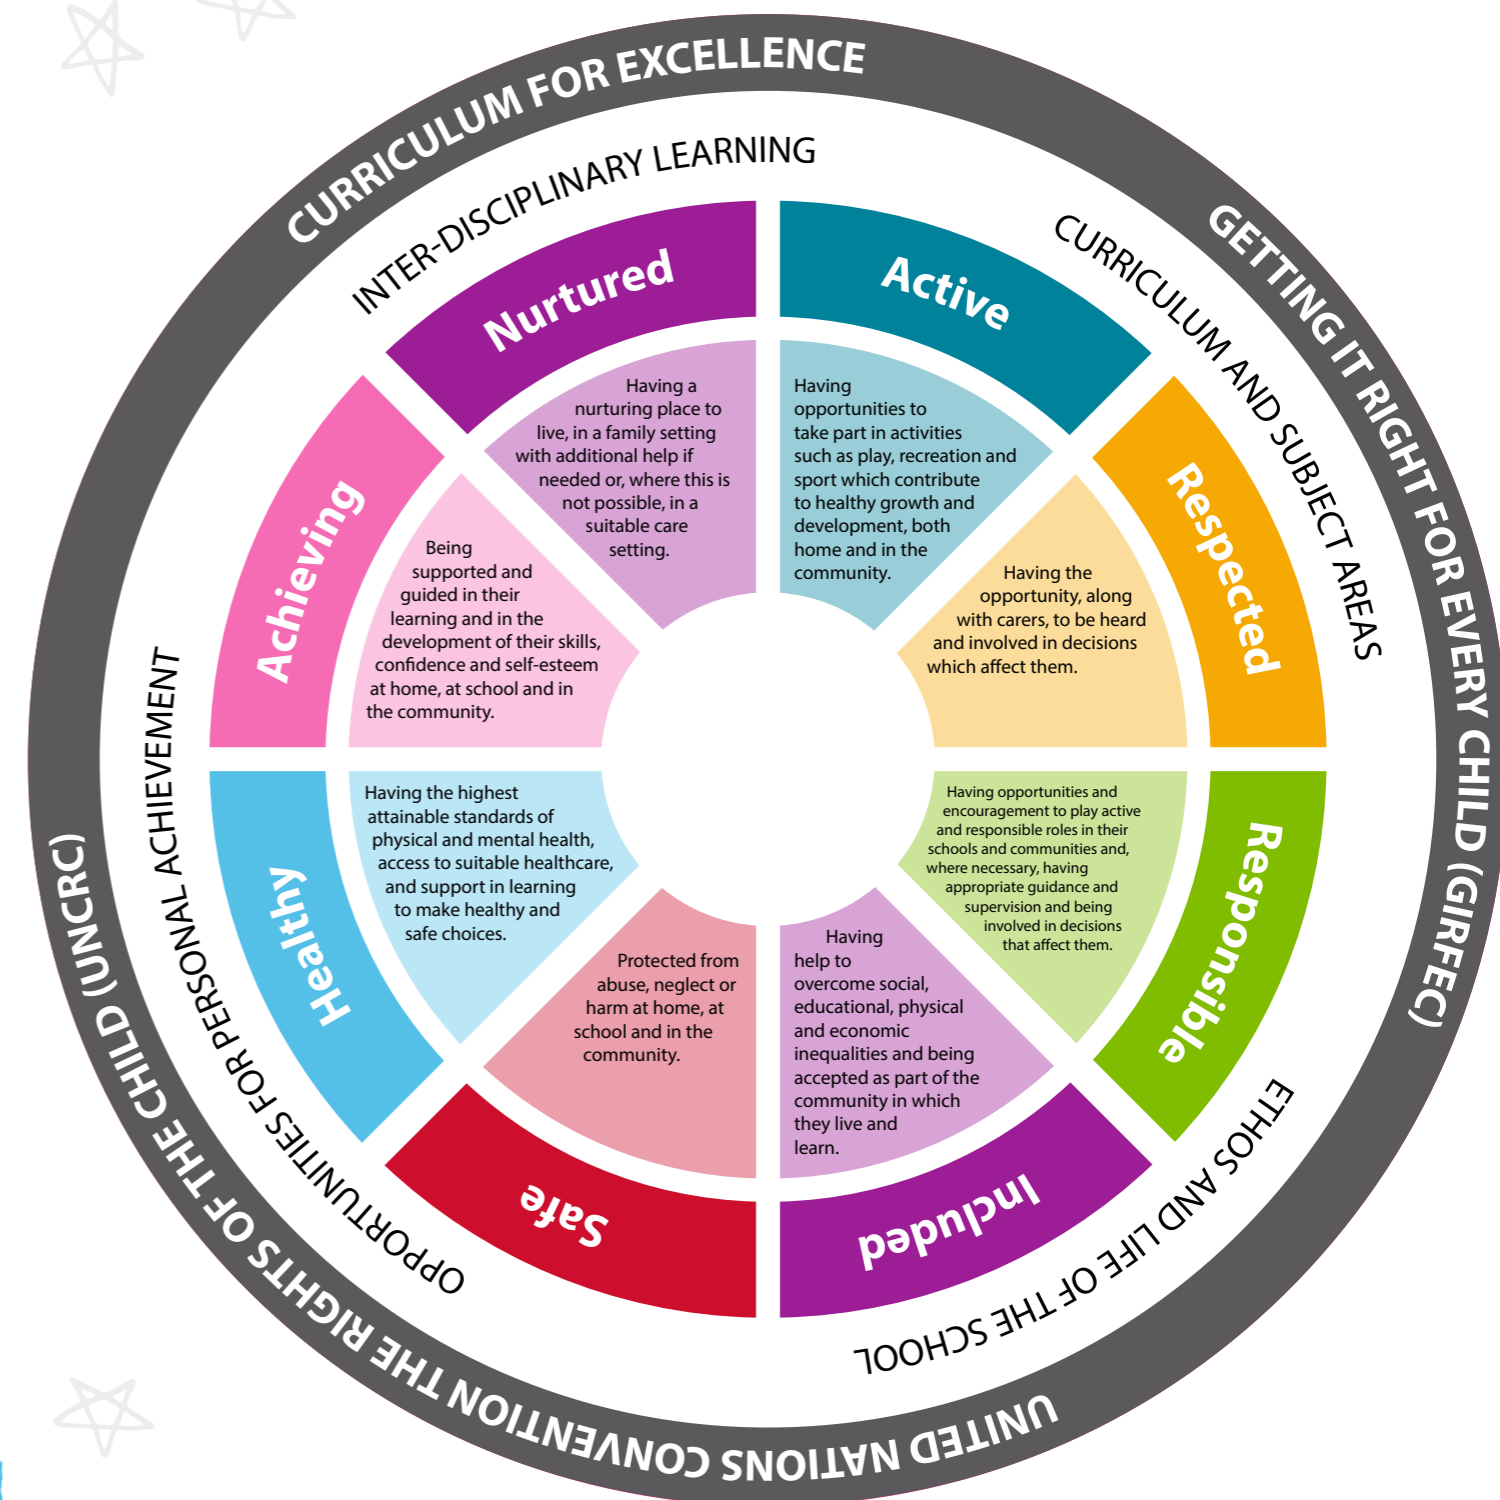 CURRICULUM FOR EXCELLENCE
GETTING IT RIGHT FOR EVERY CHILD (GIRFEC)
UNITED NATIONS CONVENTION THE RIGHTS OF THE CHILD (UNCRC)
INTER-DISCIPLINARY LEARNING
CURRICULUM AND SUBJECT AREAS
ETHOS AND LIFE OF THE SCHOOL
OPPORTUNITIES FOR PERSONAL ACHIEVEMENT
Nurtured
Having a
nurturing place to
live, in a family setting
with additional help if
needed or, where this is
not possible, in a
suitable care
setting.
Active
Having
opportunities to
take part in activities
such as play, recreation and
sport which contribute
to healthy growth and
development, both
home and in the
community.
Respected
Having the
opportunity, along
with carers, to be heard
and involved in decisions
which affect them.
Responsible
Having opportunities and
encouragement to play active
and responsible roles in their
schools and communities and,
where necessary, having
appropriate guidance and
supervision and being
involved in decisions
that affect them.
Included
Having
help to
overcome social,
educational, physical
and economic
inequalities and being
accepted as part of the
community in which
they live and
learn.
Safe
Protected from
abuse, neglect or
harm at home, at
school and in the
community.
Healthy
Having the highest
attainable standards of
physical and mental health,
access to suitable healthcare,
and support in learning
to make healthy and
safe choices.
Achieving
Being
supported and
guided in their
learning and in the
development of their skills,
confidence and self-esteem
at home, at school and in
the community.